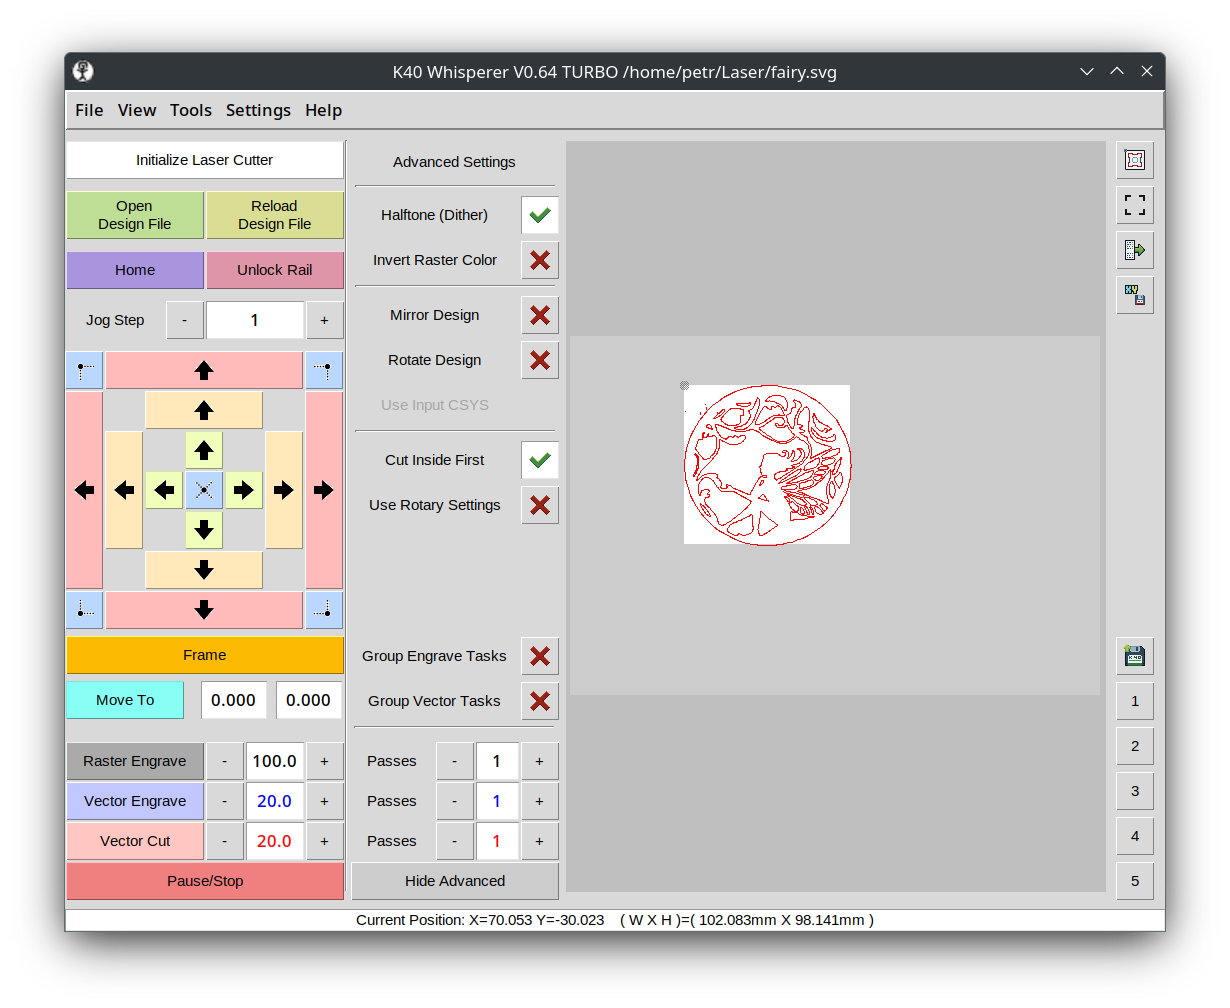 K40 Whisperer V0.64 TURBO /home/petr/Laser/fairy.svg
File View Tools Settings Help
Initialize Laser Cutter
Open
Design File
Reload
Design File
Home
Unlock Rail
Jog Step
-
1
+
Frame
Move To
0.000
0.000
Raster Engrave
-
100.0
+
Vector Engrave
-
20.0
+
Vector Cut
-
20.0
+
Pause/Stop
Advanced Settings
Halftone (Dither)
Invert Raster Color
Mirror Design
Rotate Design
Use Input CSYS
Cut Inside First
Use Rotary Settings
Group Engrave Tasks
Group Vector Tasks
Passes
-
1
+
Passes
-
1
+
Passes
-
1
+
Hide Advanced
XY
K40
1
2
3
4
5
Current Position: X=70.053 Y=-30.023 ( W X H )=( 102.083mm X 98.141mm )